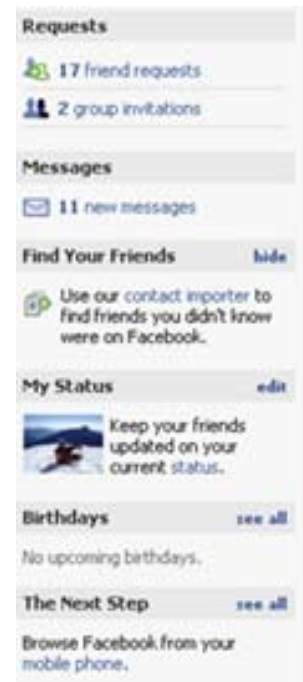 Requests
17 friend requests
2 group invitations
Messages
11 new messages
Find Your Friends hide
Use our contact importer to
find friends you didn't know
were on Facebook.
My Status edit
Keep your friends
updated on your
current status.
Birthdays see all
No upcoming birthdays.
The Next Step see all
Browse Facebook from your
mobile phone.